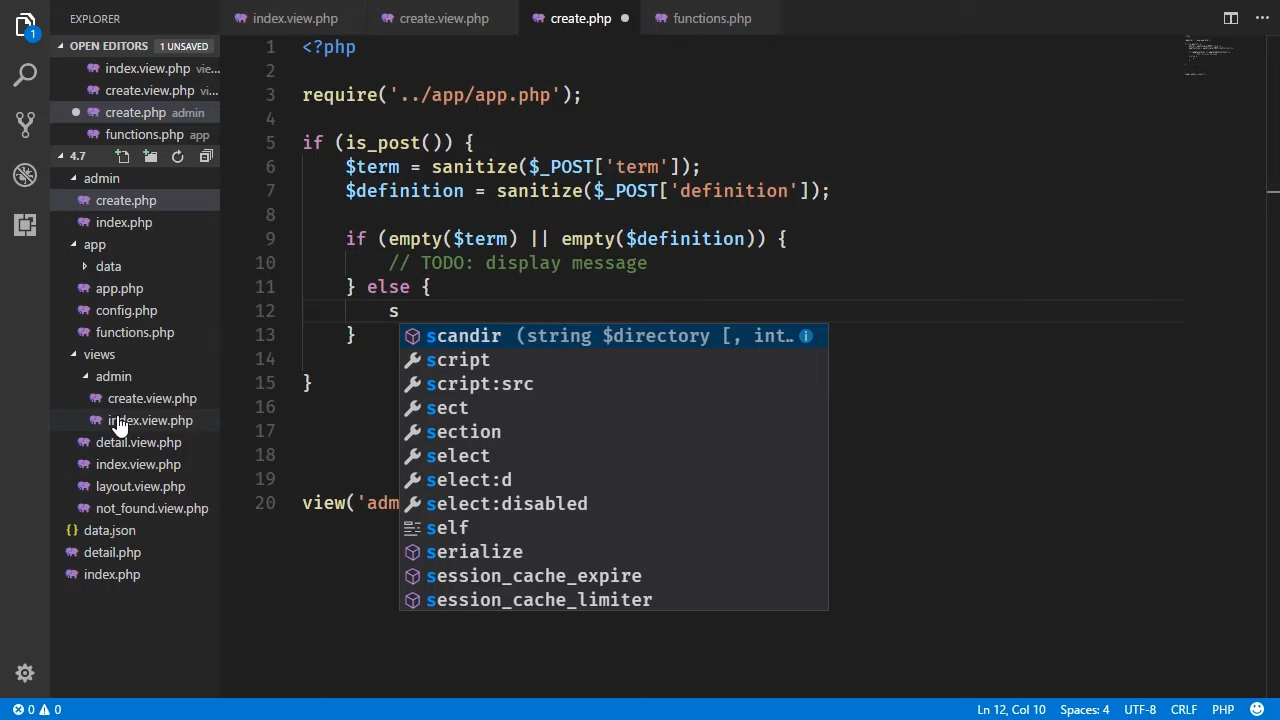 EXPLORER
OPEN EDITORS 1 UNSAVED
index.view.php vie...
create.view.php vi...
create.php admin
functions.php app
4.7
admin
create.php
index.php
app
data
app.php
config.php
functions.php
views
admin
create.view.php
index.view.php
detail.view.php
index.view.php
layout.view.php
not_found.view.php
{} data.json
detail.php
index.php
1
index.view.php
create.view.php
create.php
functions.php
1 <?php
2
3 require('../app/app.php');
4
5 if (is_post()) {
6 $term = sanitize($_POST['term']);
7 $definition = sanitize($_POST['definition']);
8
9 if (empty($term) || empty($definition)) {
10 // TODO: display message
11 } else {
12 s
13 }
14
15 }
16
17
18
19
20 view('adm
scandir (string $directory [, int…
script
script:src
sect
section
select
select:d
select:disabled
self
serialize
session_cache_expire
session_cache_limiter
0 0
Ln 12, Col 10 Spaces: 4 UTF-8 CRLF PHP